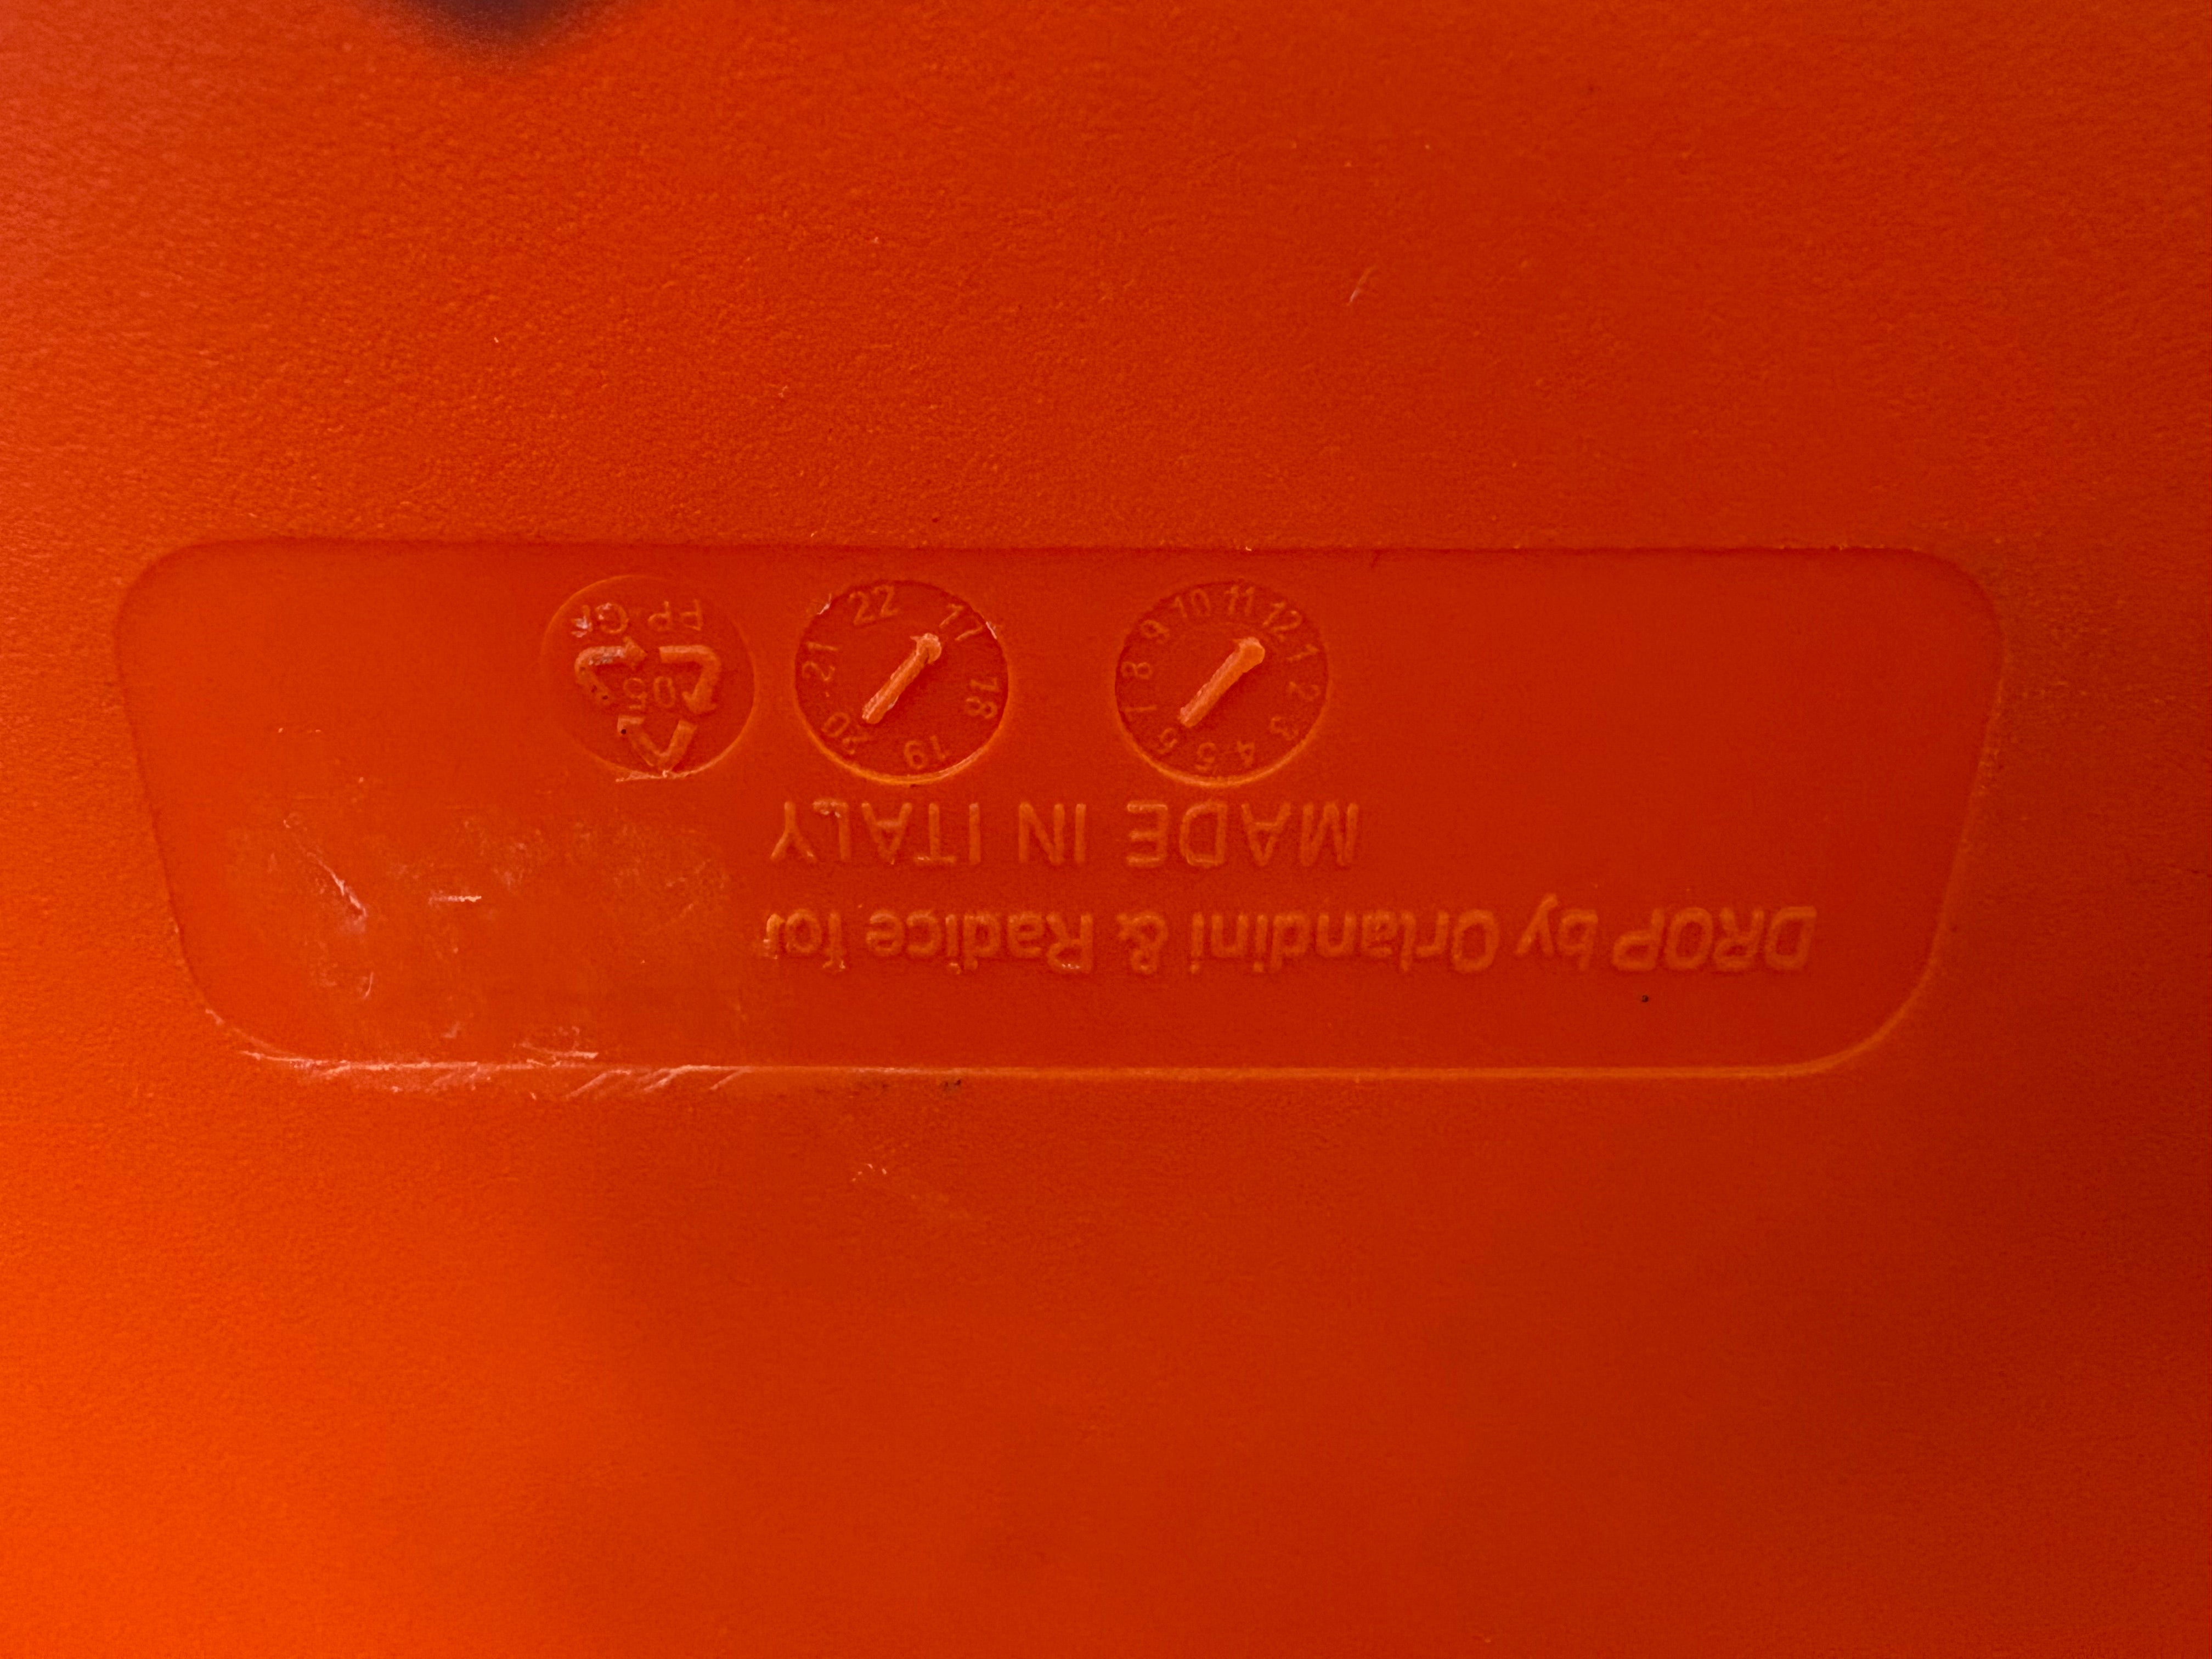 DROP by Orlandini & Radice for
MADE IN ITALY
1 2 3 4 5 6 7 8 9 10 11 12
17 18 19 20 21 22
05
PP-GF